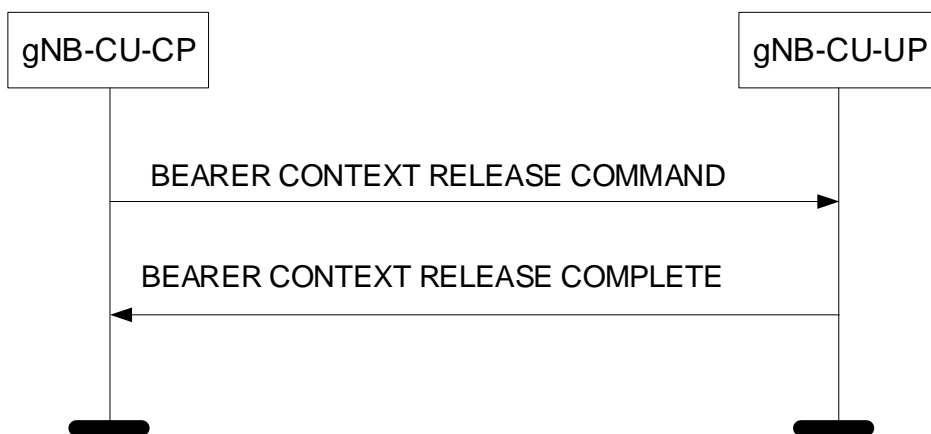 gNB-CU-CP
gNB-CU-UP
BEARER CONTEXT RELEASE COMMAND
BEARER CONTEXT RELEASE COMPLETE